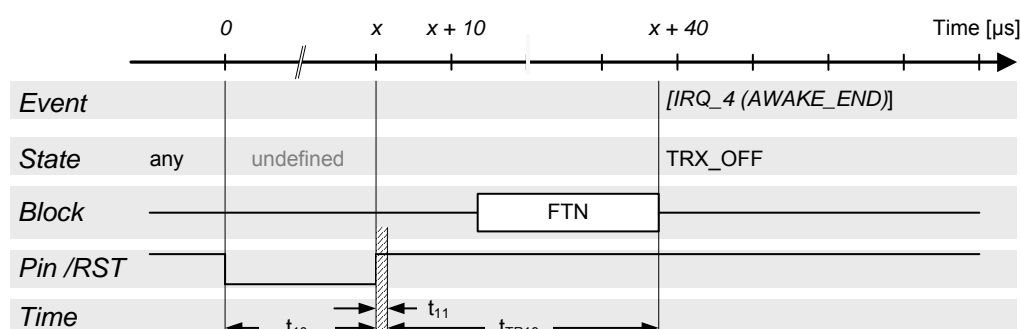 0 x x + 10 x + 40 Time [µs]
Event [IRQ_4 (AWAKE_END)]
State any undefined TRX_OFF
Block FTN
Pin /RST
Time t11